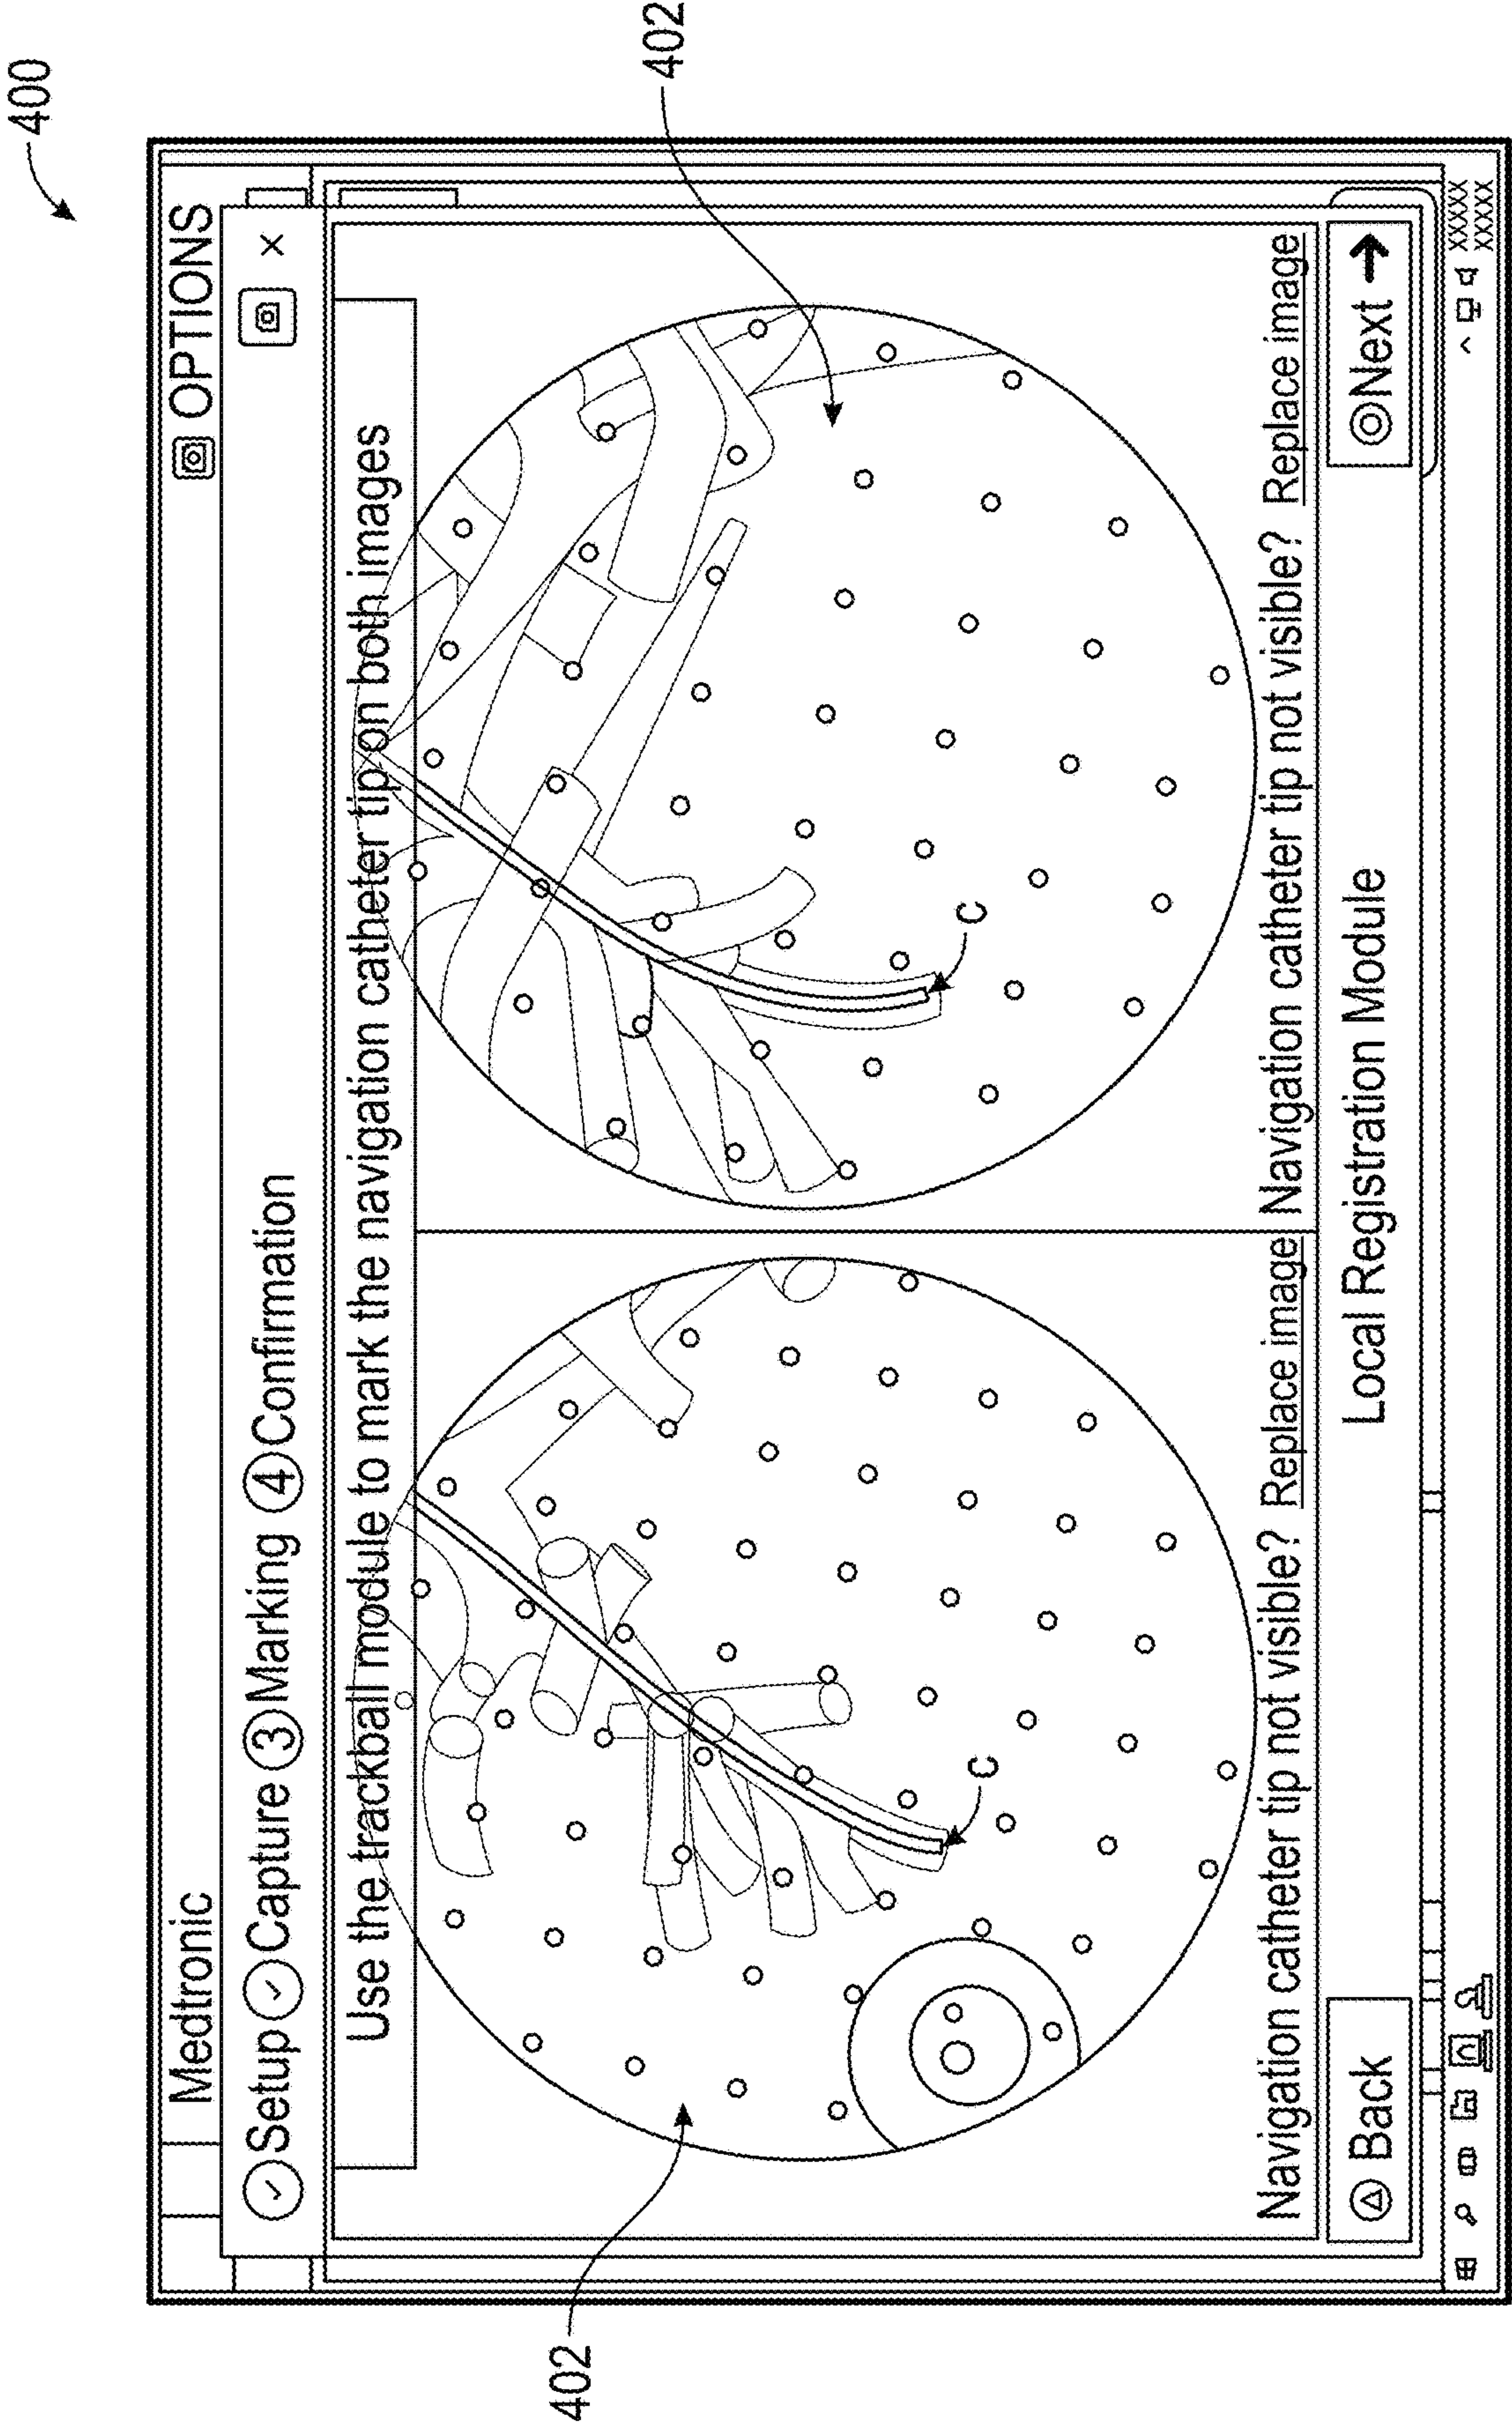 400
Medtronic OPTIONS
Setup Capture 3 Marking 4 Confirmation X
Use the trackball module to mark the navigation catheter tip on both images
402
402
C
C
Navigation catheter tip not visible? Replace image
Navigation catheter tip not visible? Replace image
Back
Next
Local Registration Module
XXXXX
XXXXX